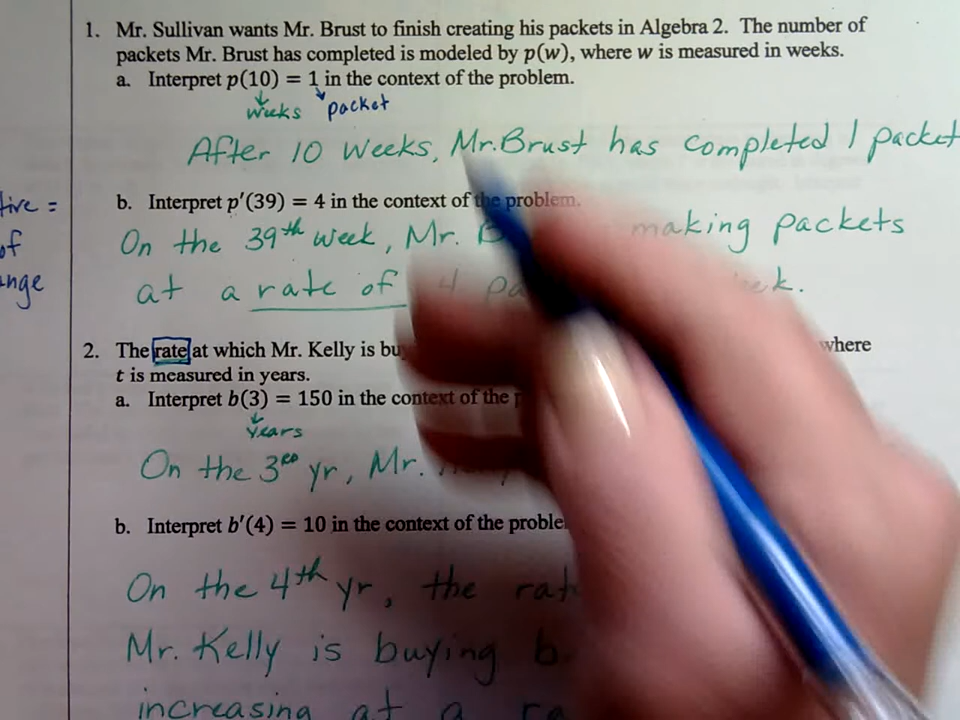 1. Mr. Sullivan wants Mr. Brust to finish creating his packets in Algebra 2. The number of
packets Mr. Brust has completed is modeled by p(w), where w is measured in weeks.
a. Interpret p(10) = 1 in the context of the problem.
weeks packet
After 10 weeks, Mr. Brust has completed 1 packet
b. Interpret p′(39) = 4 in the context of the problem.
On the 39th week, Mr. making packets
at a rate of 4
of
2. The rate at which Mr. Kelly is where
t is measured in years.
a. Interpret b(3) = 150 in the context of the
years
On the 3RD yr, Mr.
b. Interpret b′(4) = 10 in the context of the
On the 4th yr, the
Mr. Kelly is buying
increasing at a